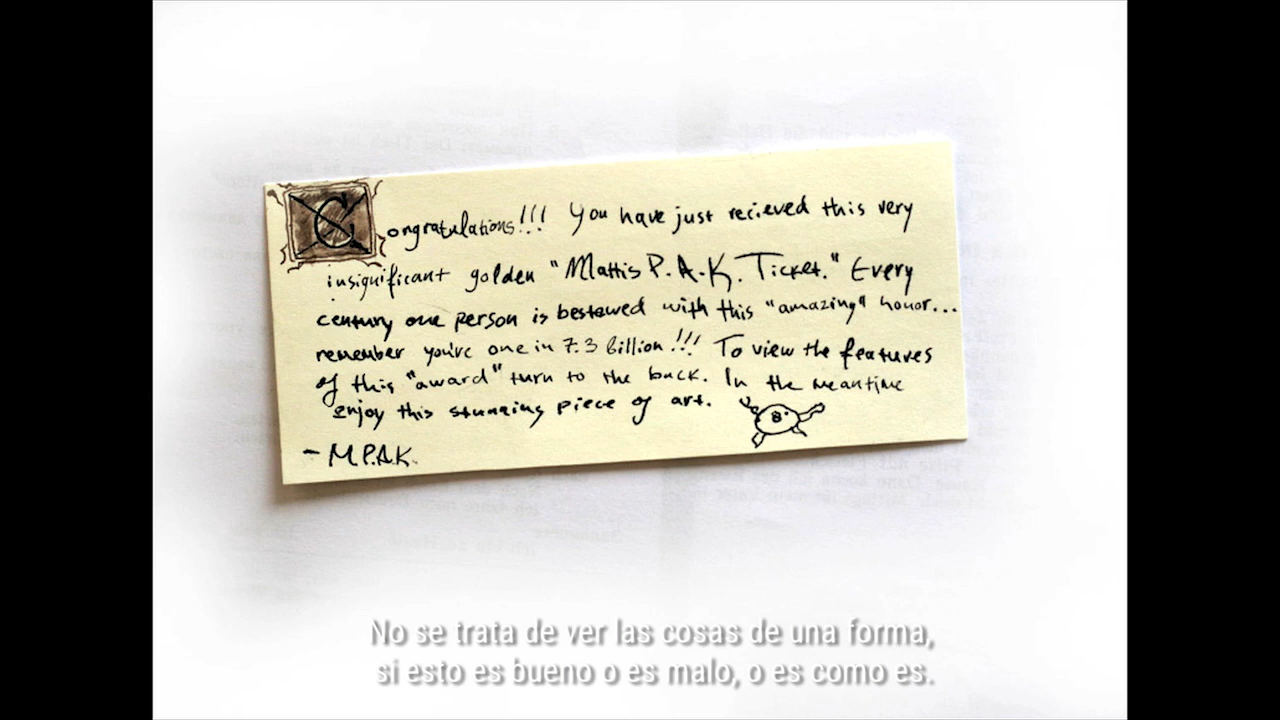 Congratulations!!! You have just recieved this very
insignificant golden "Mattis P.A.K. Ticket." Every
century one person is bestowed with this "amazing" honor...
remember you're one in 7.3 billion!!! To view the features
of this "award" turn to the back. In the meantime
enjoy this stunning piece of art.
- M.P.A.K.
No se trata de ver las cosas de una forma,
si esto es bueno o es malo, o es como es.